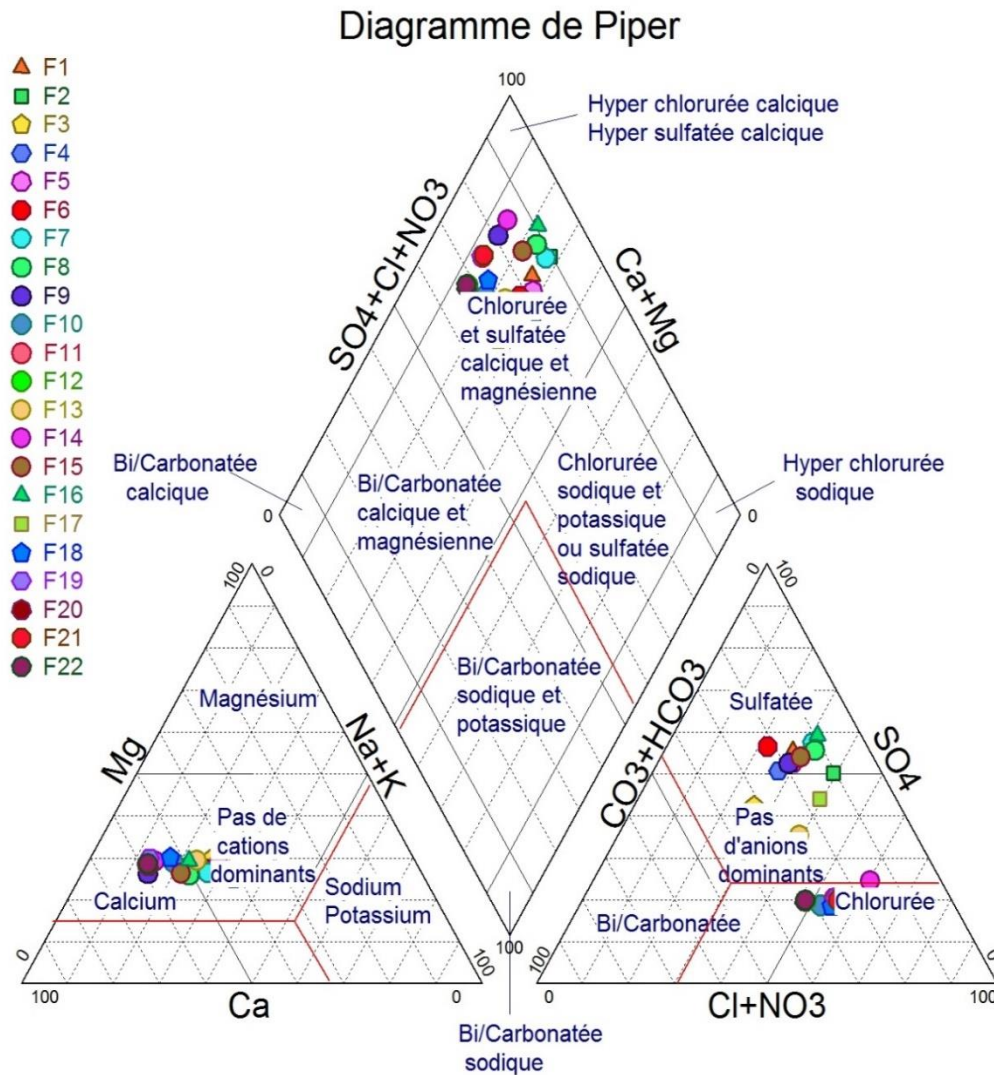 Diagramme de Piper
F1
F2
F3
F4
F5
F6
F7
F8
F9
F10
F11
F12
F13
F14
F15
F16
F17
F18
F19
F20
F21
F22
100
Hyper chlorurée calcique
Hyper sulfatée calcique
SO4+Cl+NO3
Ca+Mg
Chlorurée
et sulfatée
calcique et
magnésienne
Bi/Carbonatée
calcique
Bi/Carbonatée
calcique et
magnésienne
Chlorurée
sodique et
potassique
ou sulfatée
sodique
Hyper chlorurée
sodique
0
0
Bi/Carbonatée
sodique et
potassique
100
Bi/Carbonatée
sodique
100
0
Magnésium
Mg
Na+K
Pas de
cations
dominants
Calcium
Sodium
Potassium
0
100
100
0
Ca
0
100
CO3+HCO3
SO4
Sulfatée
Pas
d'anions
dominants
Bi/Carbonatée
Chlorurée
100
0
0
100
Cl+NO3